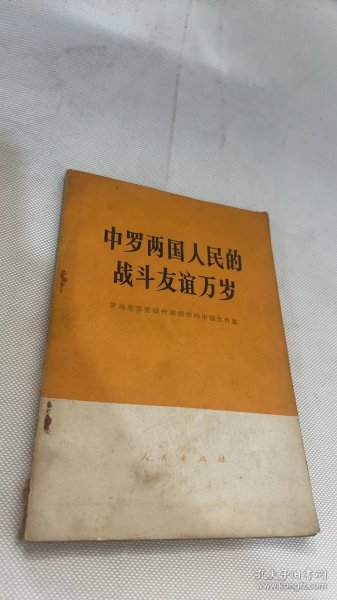 中罗两国人民的
战斗友谊万岁
罗马尼亚党政代表团访问中国文件集
人民出版社
孔夫子旧书网